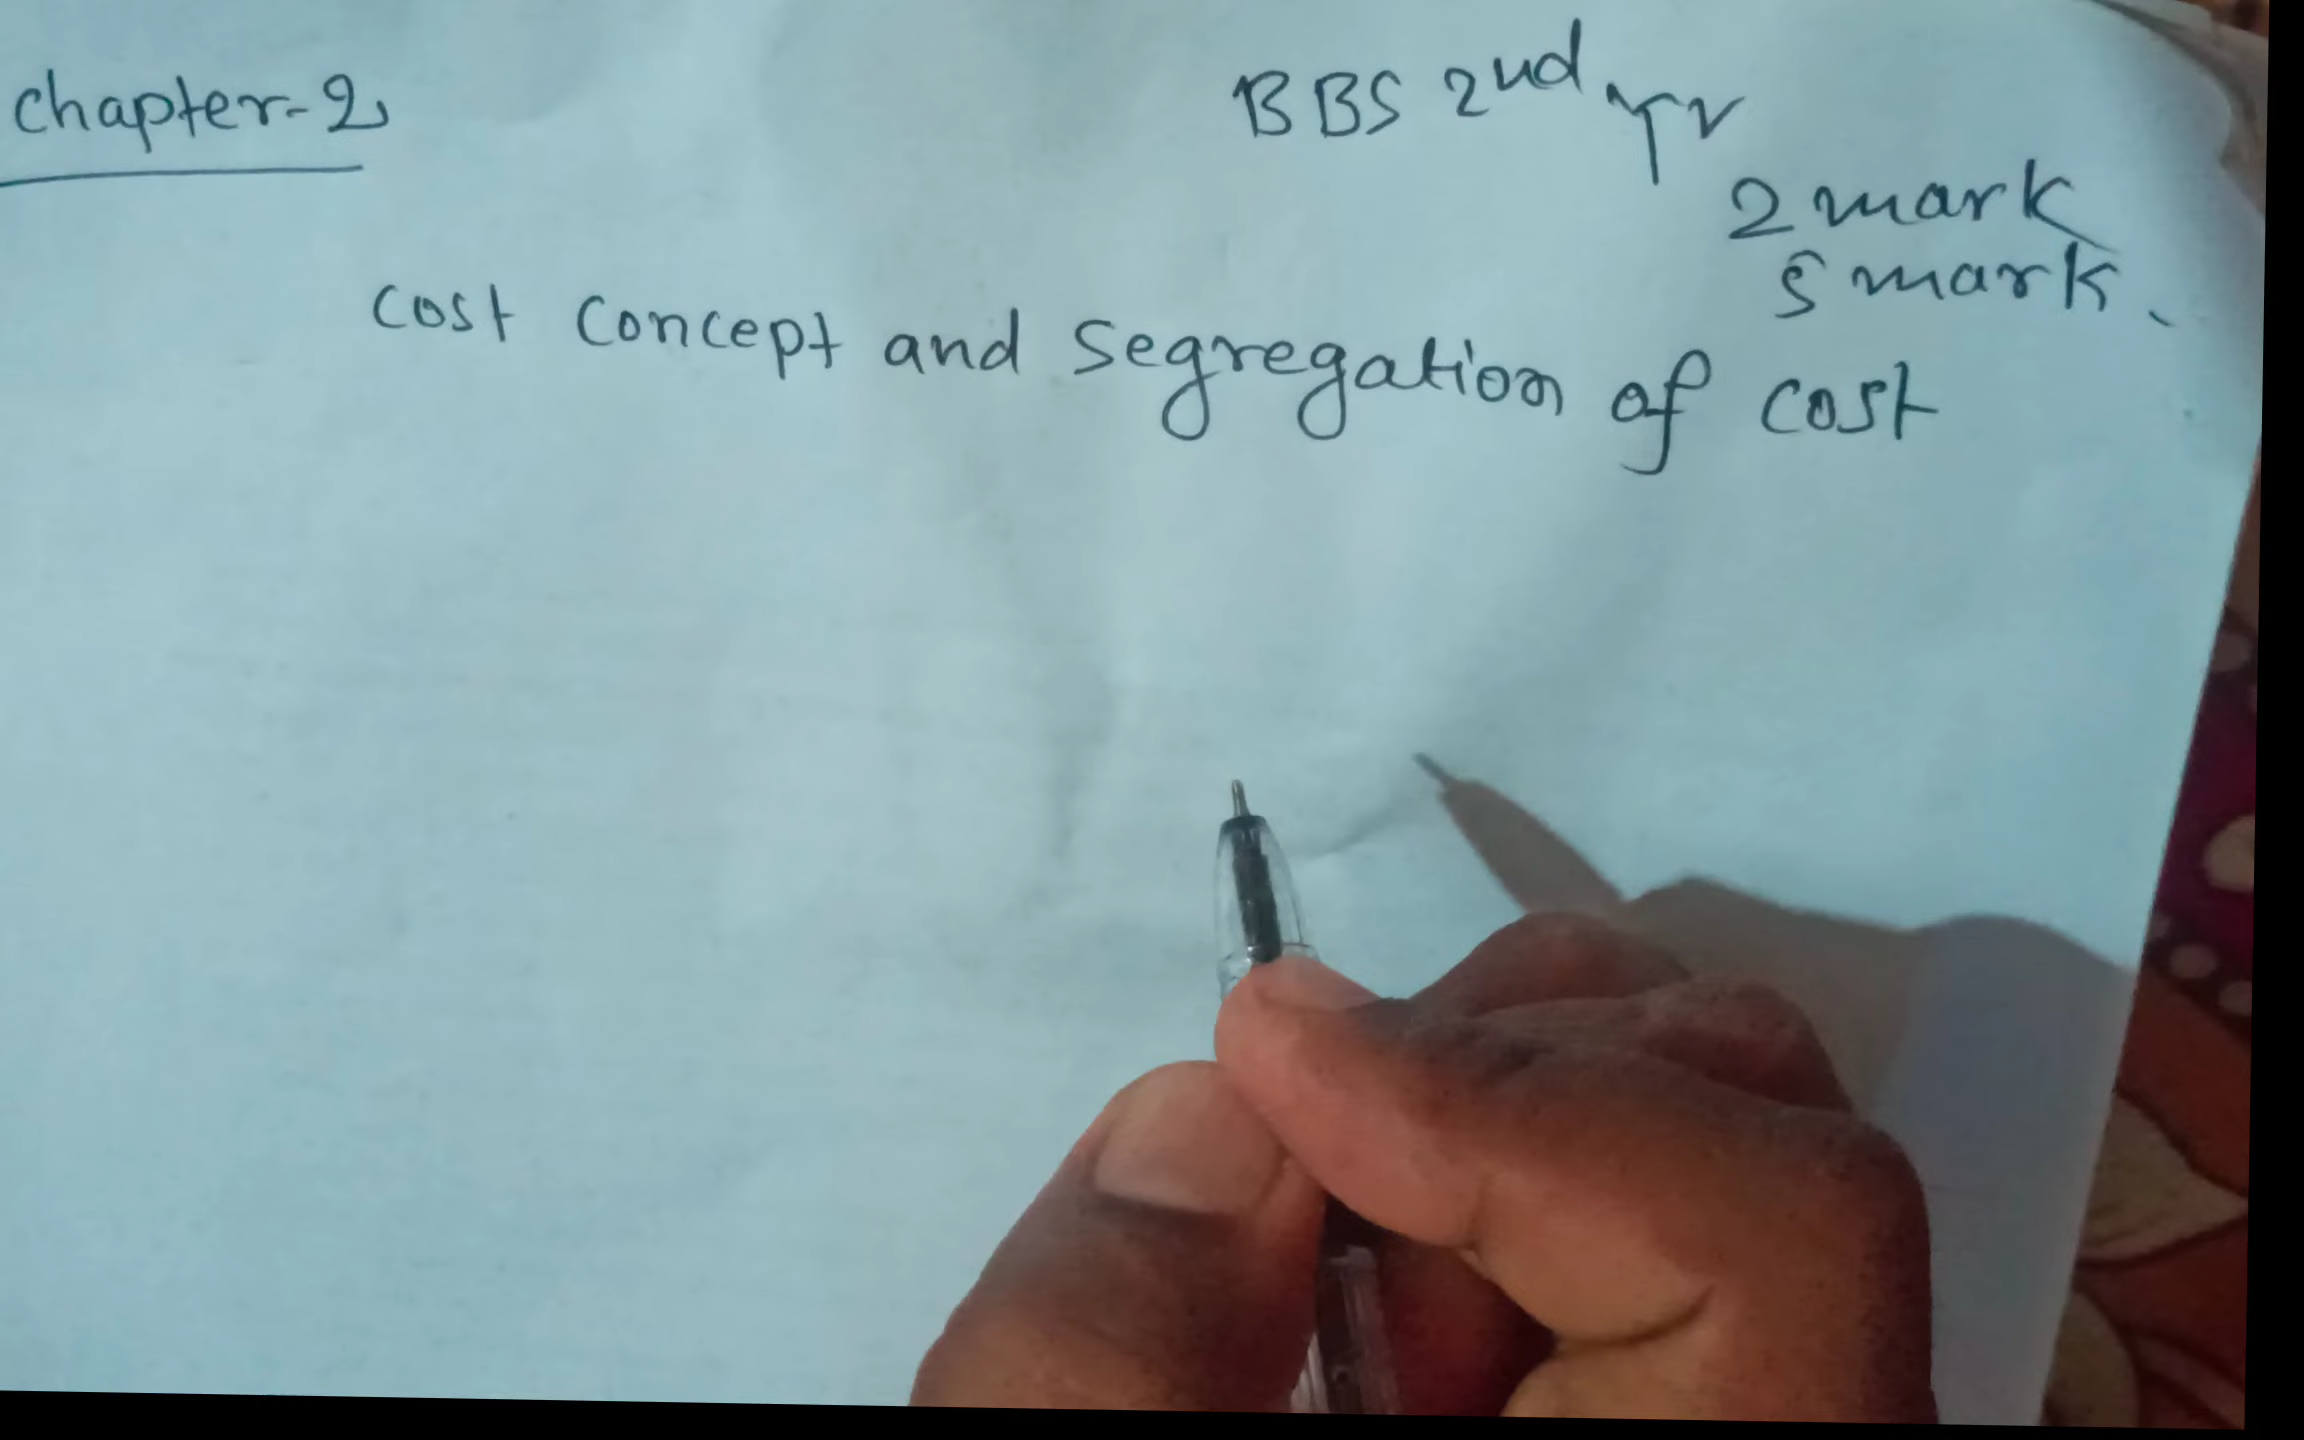 chapter-2
BBS 2nd yr
2 mark
5 mark.
cost concept and segregation of cost